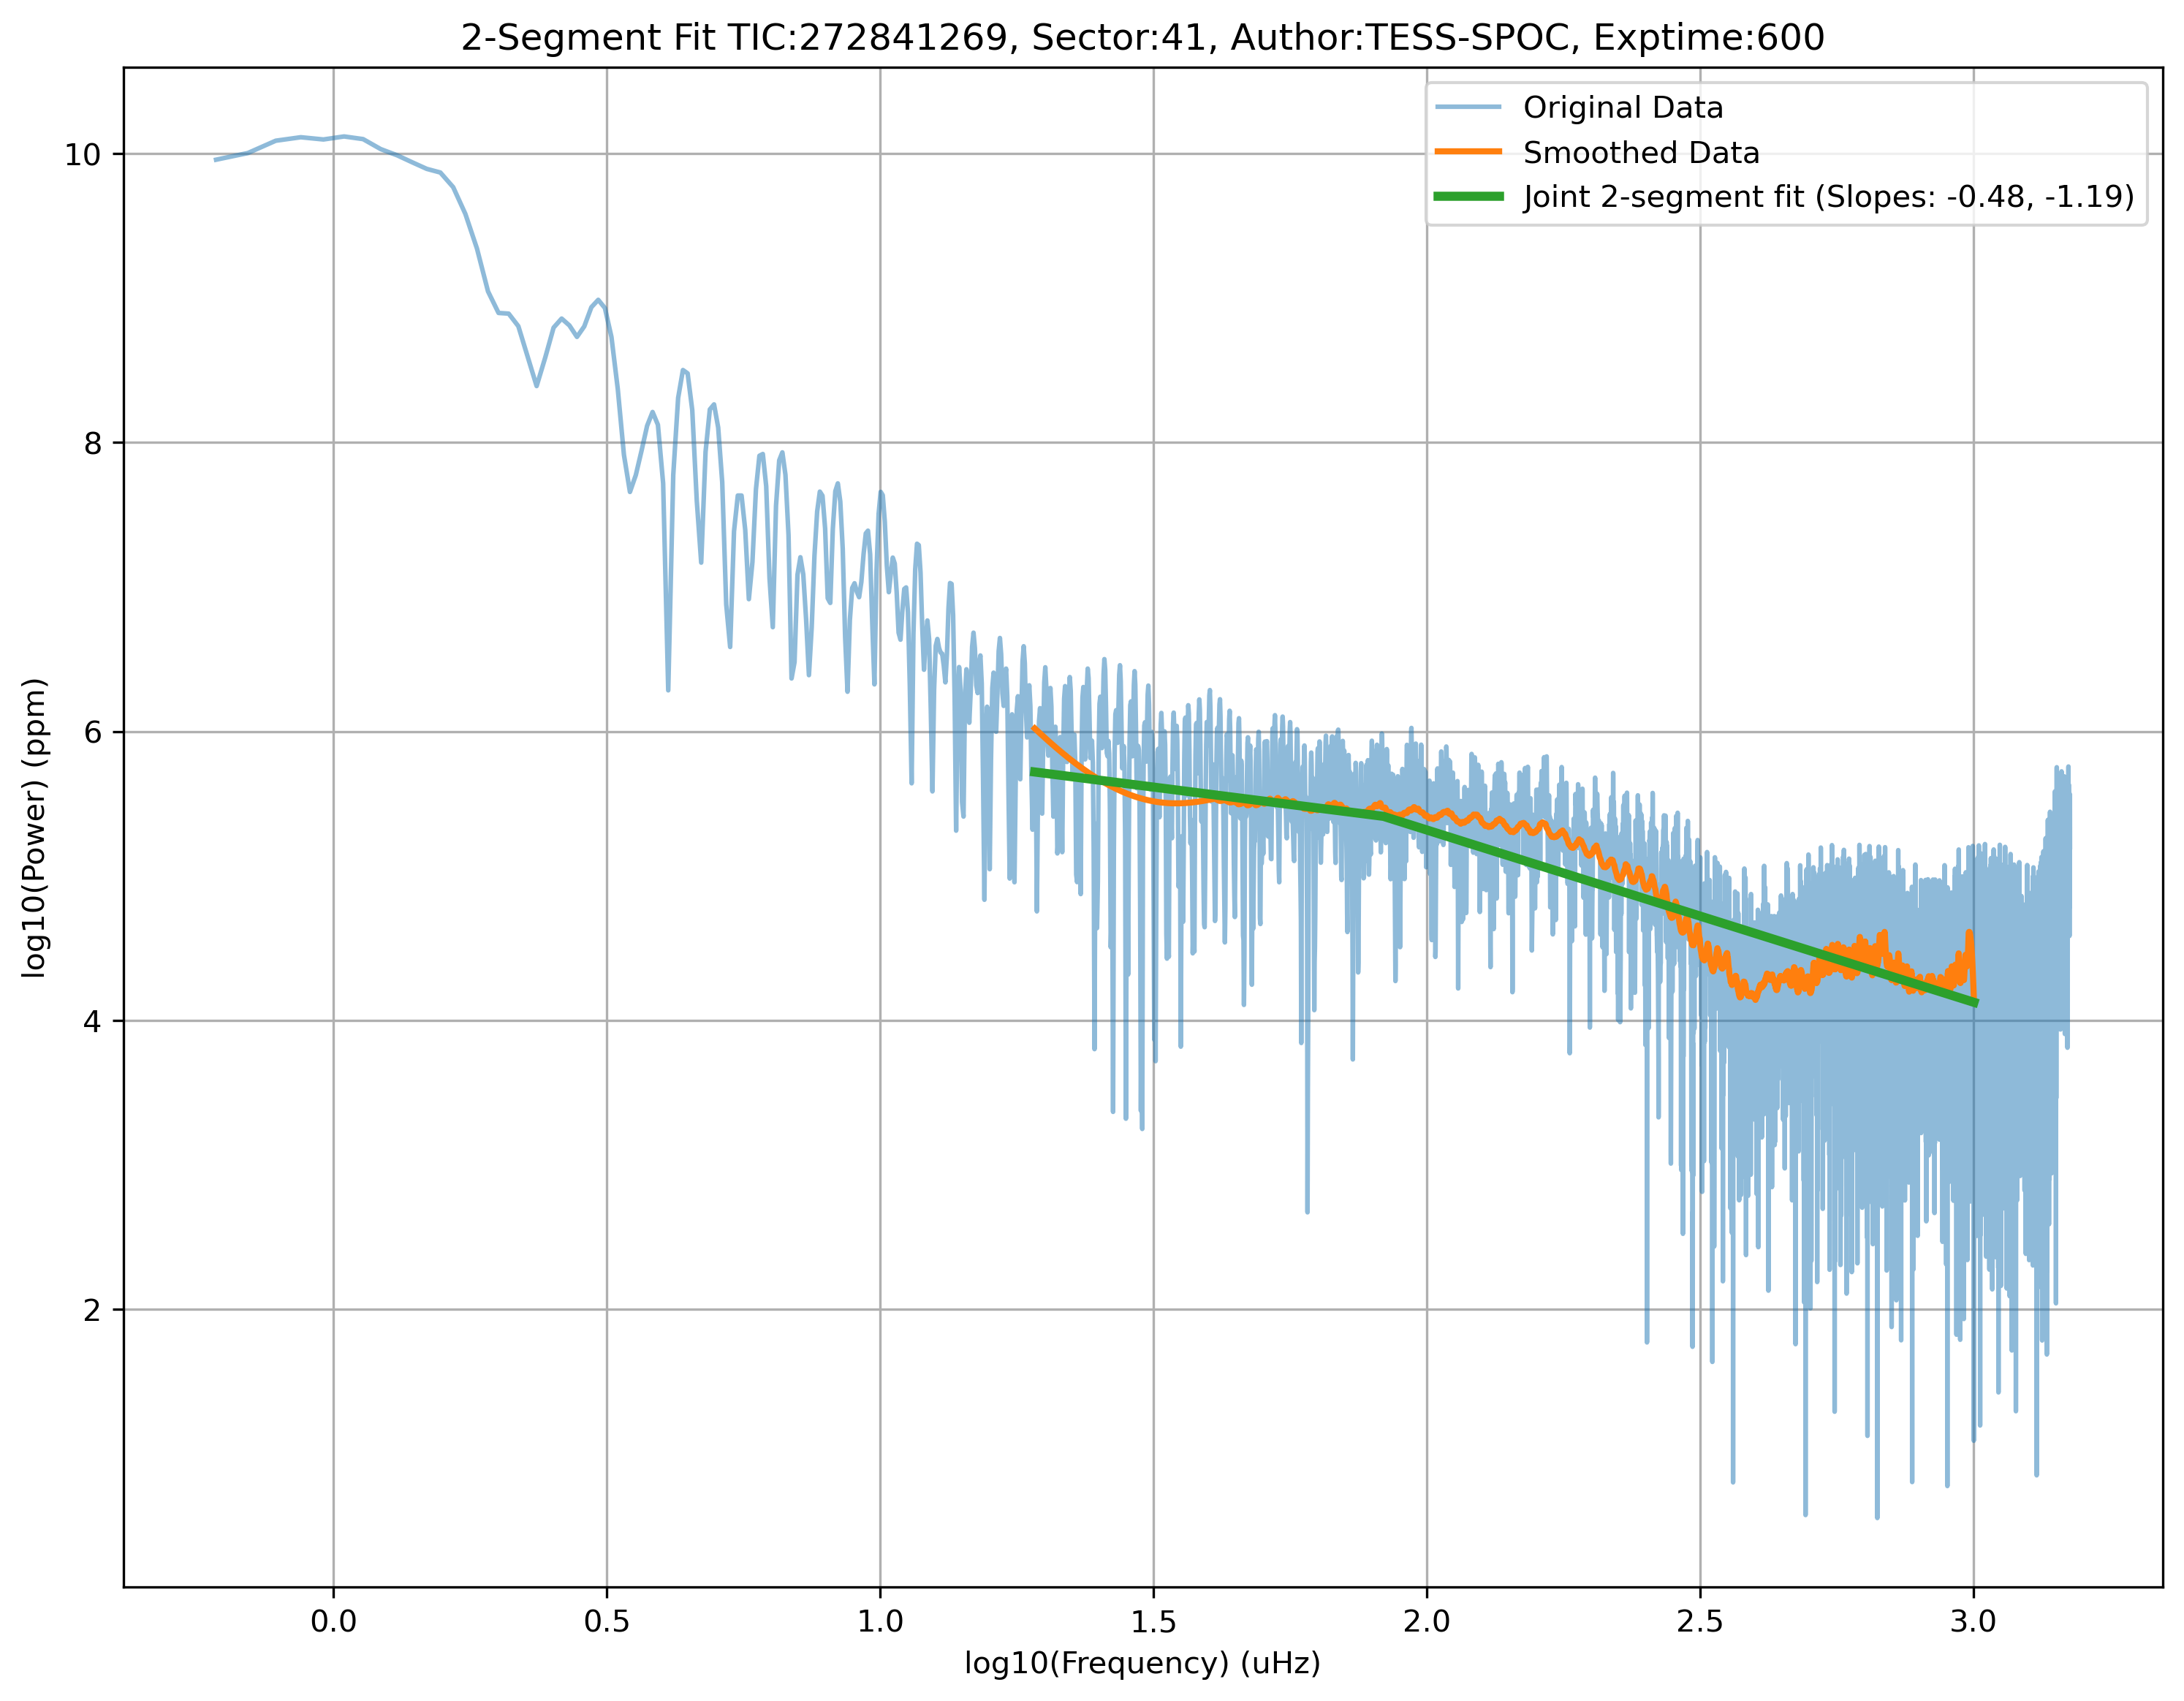 2-Segment Fit TIC:272841269, Sector:41, Author:TESS-SPOC, Exptime:600
Original Data
Smoothed Data
Joint 2-segment fit (Slopes: -0.48, -1.19)
log10(Power) (ppm)
10
8
6
4
2
0.0 0.5 1.0 1.5 2.0 2.5 3.0
log10(Frequency) (uHz)